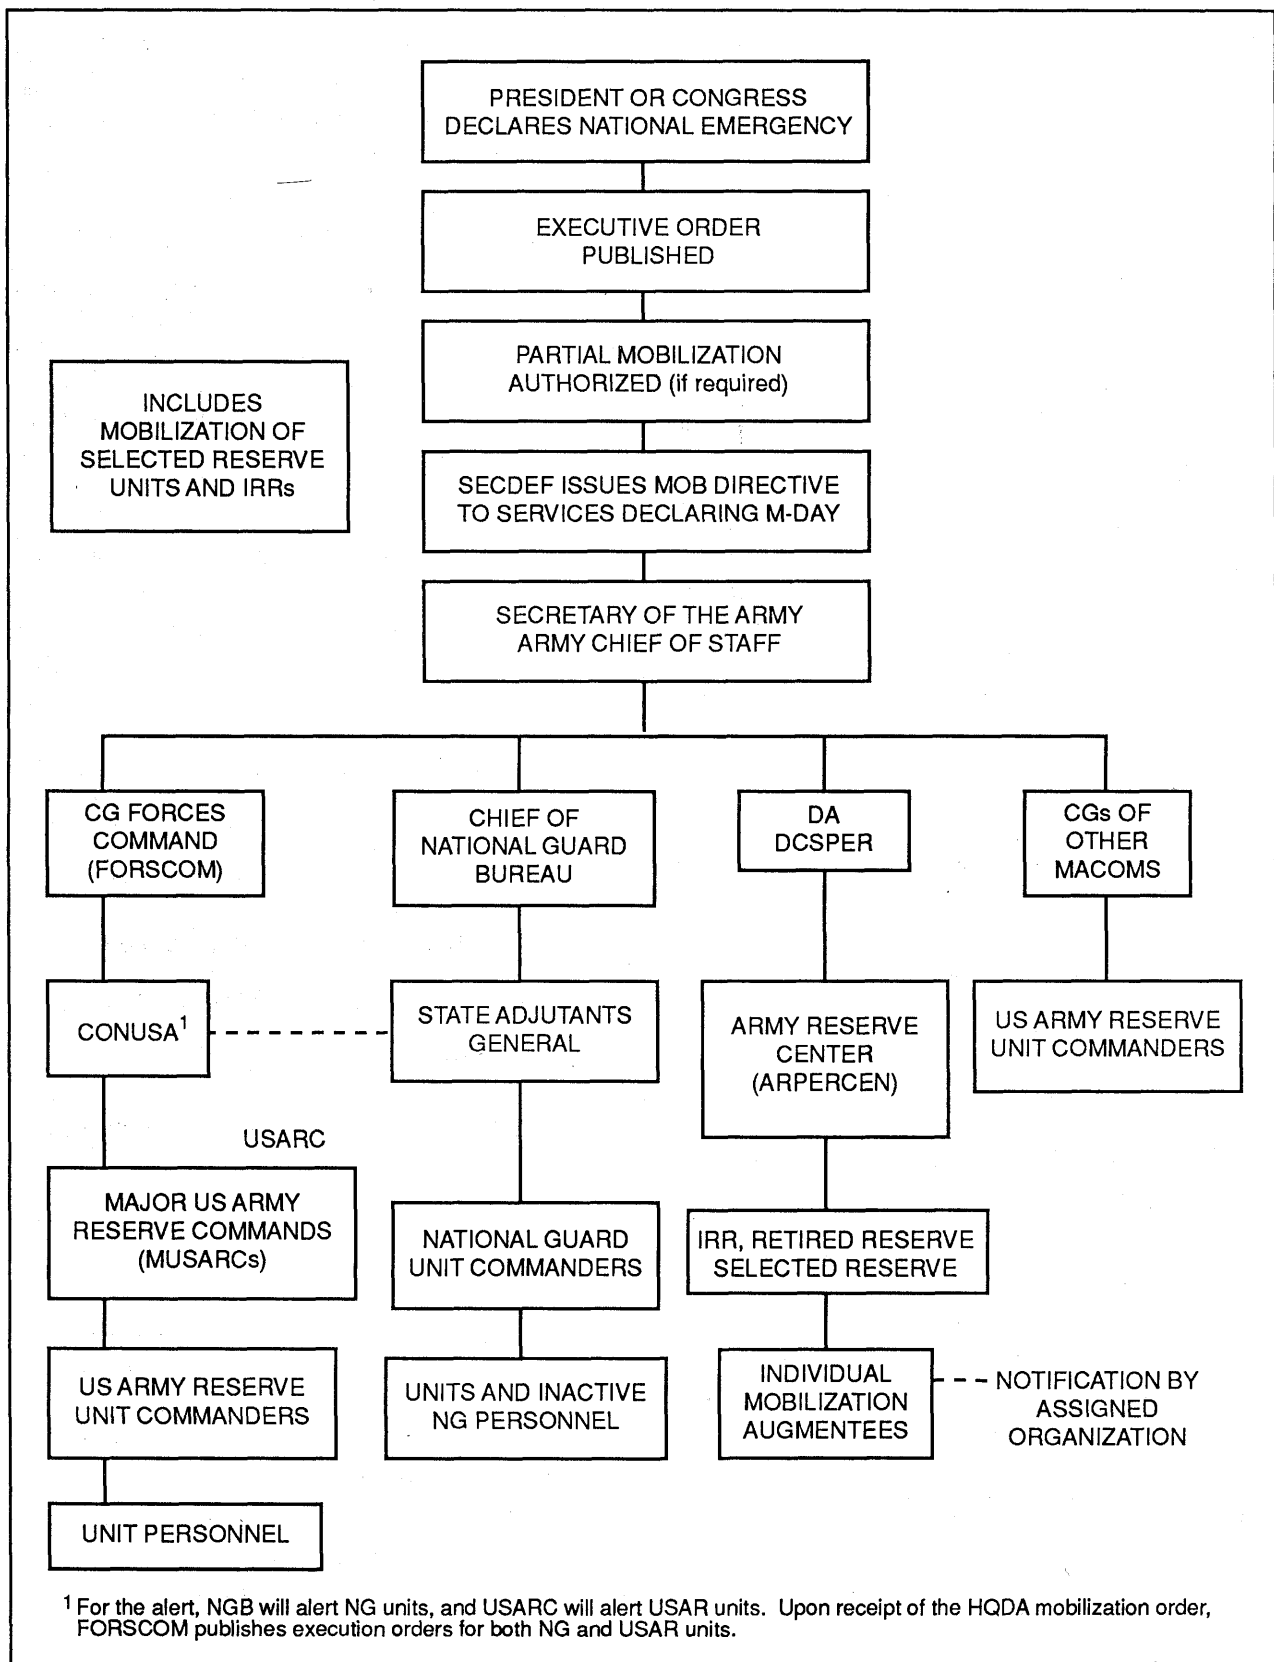 PRESIDENT OR CONGRESS
DECLARES NATIONAL EMERGENCY
EXECUTIVE ORDER
PUBLISHED
PARTIAL MOBILIZATION
AUTHORIZED (if required)
INCLUDES
MOBILIZATION OF
SELECTED RESERVE
UNITS AND IRRs
SECDEF ISSUES MOB DIRECTIVE
TO SERVICES DECLARING M-DAY
SECRETARY OF THE ARMY
ARMY CHIEF OF STAFF
CG FORCES
COMMAND
(FORSCOM)
CHIEF OF
NATIONAL GUARD
BUREAU
DA
DCSPER
CGs OF
OTHER
MACOMS
CONUSA¹
STATE ADJUTANTS
GENERAL
ARMY RESERVE
CENTER
(ARPERCEN)
US ARMY RESERVE
UNIT COMMANDERS
USARC
MAJOR US ARMY
RESERVE COMMANDS
(MUSARCs)
NATIONAL GUARD
UNIT COMMANDERS
IRR, RETIRED RESERVE
SELECTED RESERVE
US ARMY RESERVE
UNIT COMMANDERS
UNITS AND INACTIVE
NG PERSONNEL
INDIVIDUAL
MOBILIZATION
AUGMENTEES
NOTIFICATION BY
ASSIGNED
ORGANIZATION
UNIT PERSONNEL
¹ For the alert, NGB will alert NG units, and USARC will alert USAR units. Upon receipt of the HQDA mobilization order,
FORSCOM publishes execution orders for both NG and USAR units.